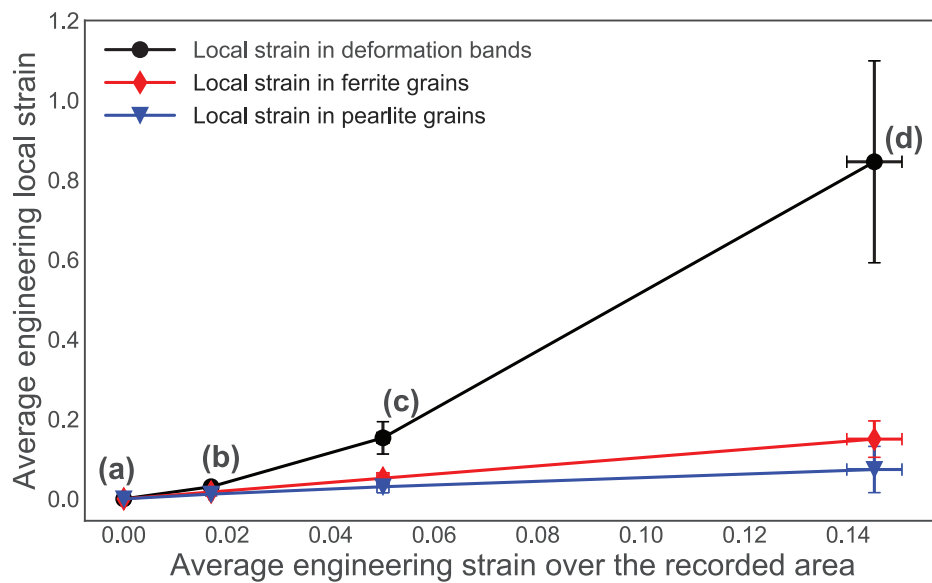 Average engineering local strain
1.2
1.0
0.8
0.6
0.4
0.2
0.0
Local strain in deformation bands
Local strain in ferrite grains
Local strain in pearlite grains
(a)
(b)
(c)
(d)
0.00 0.02 0.04 0.06 0.08 0.10 0.12 0.14
Average engineering strain over the recorded area